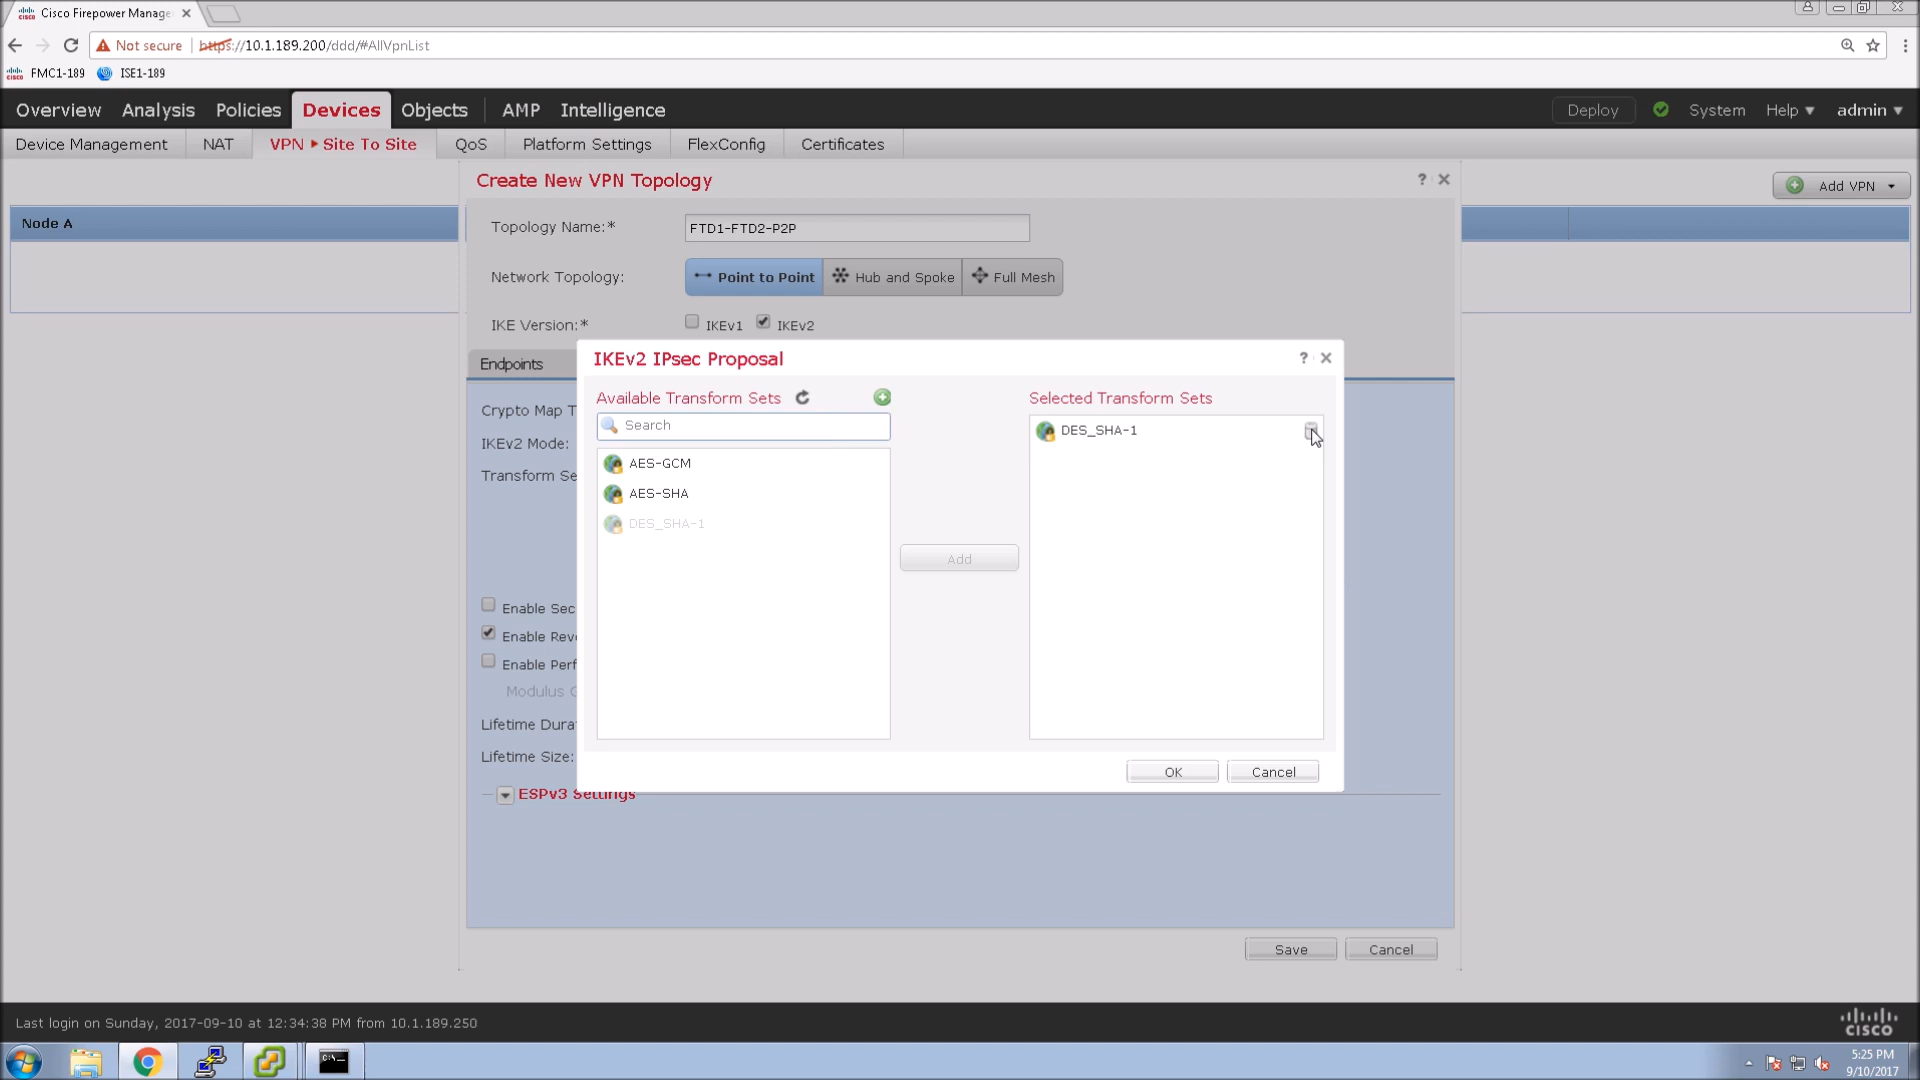 Cisco Firepower Manage
Not secure https://10.1.189.200/ddd/#AllVpnList
FMC1-189 ISE1-189
Overview Analysis Policies Devices Objects AMP Intelligence Deploy System Help admin
Device Management NAT VPN Site To Site QoS Platform Settings FlexConfig Certificates
Create New VPN Topology ?
Add VPN
Node A
Topology Name:* FTD1-FTD2-P2P
Network Topology: Point to Point Hub and Spoke Full Mesh
IKE Version:* IKEv1 IKEv2
Endpoints
IKEv2 IPsec Proposal ?
Available Transform Sets
Selected Transform Sets
Search
AES-GCM
AES-SHA
DES_SHA-1
Add
DES_SHA-1
OK Cancel
Crypto Map T
IKEv2 Mode:
Transform Se
Enable Sec
Enable Reve
Enable Perf
Modulus G
Lifetime Dura
Lifetime Size:
ESPv3 Settings
Save Cancel
Last login on Sunday, 2017-09-10 at 12:34:38 PM from 10.1.189.250
CISCO
5:25 PM
9/10/2017